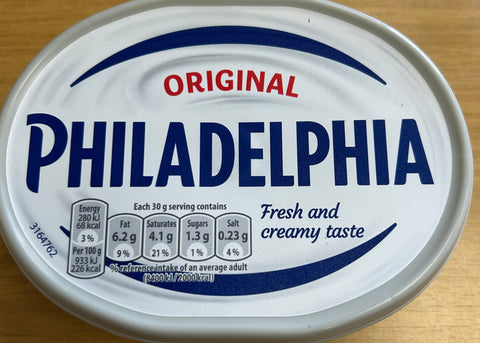 ORIGINAL
PHILADELPHIA
Fresh and
creamy taste
Each 30 g serving contains
Energy
280 kJ
68 kcal
3 %
Per 100 g
933 kJ
226 kcal
Fat
6.2 g
9 %
Saturates
4.1 g
21 %
Sugars
1.3 g
1 %
Salt
0.23 g
4 %
% reference intake of an average adult
(8400 kJ / 2000 kcal)
3164762